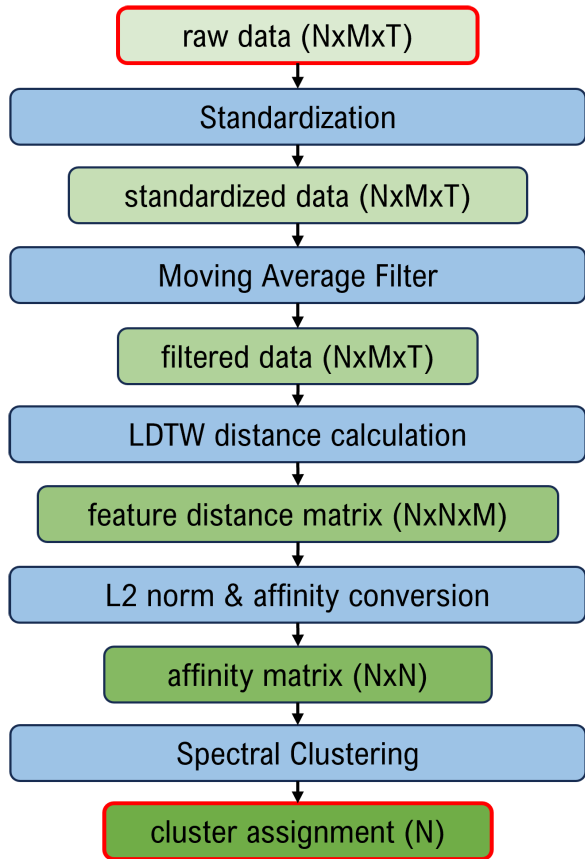 raw data (NxMxT)
Standardization
standardized data (NxMxT)
Moving Average Filter
filtered data (NxMxT)
LDTW distance calculation
feature distance matrix (NxNxM)
L2 norm & affinity conversion
affinity matrix (NxN)
Spectral Clustering
cluster assignment (N)